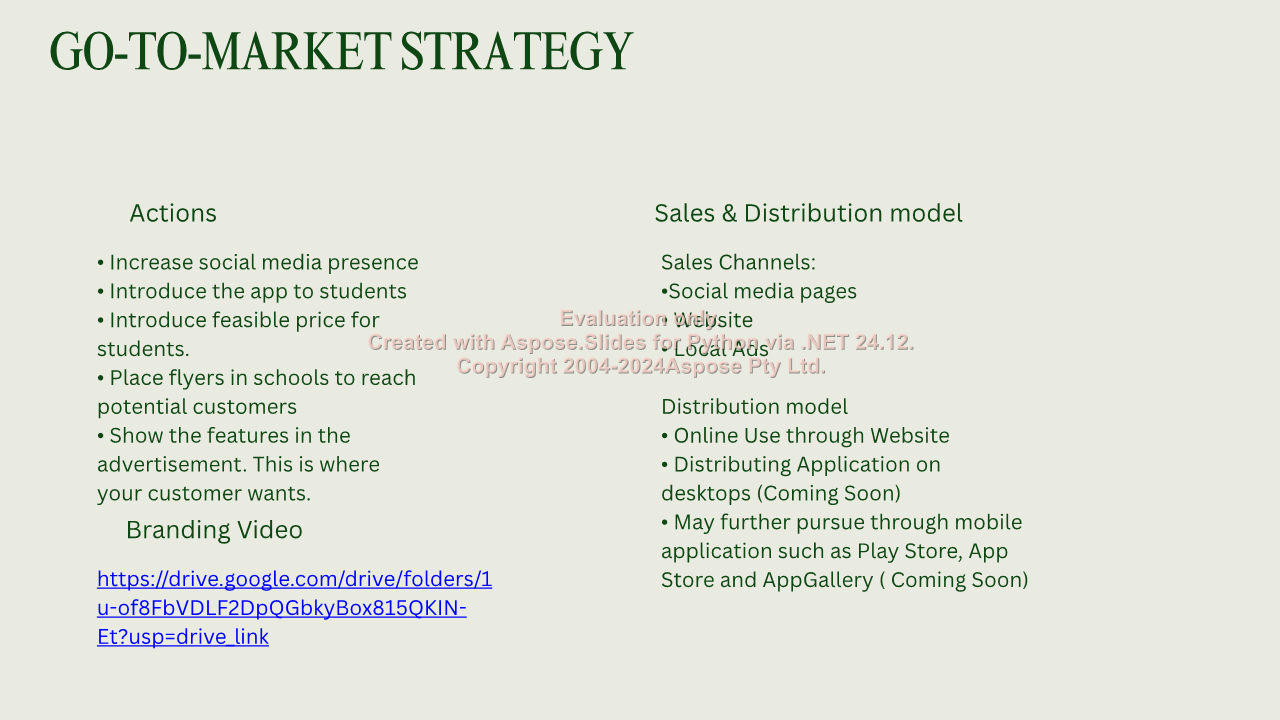 GO-TO-MARKET STRATEGY
Actions
• Increase social media presence
• Introduce the app to students
• Introduce feasible price for
students.
• Place flyers in schools to reach
potential customers
• Show the features in the
advertisement. This is where
your customer wants.
Branding Video
https://drive.google.com/drive/folders/1
u-of8FbVDLF2DpQGbkyBox815QKIN-
Et?usp=drive_link
Sales & Distribution model
Sales Channels:
•Social media pages
• Website
• Local Ads
Distribution model
• Online Use through Website
• Distributing Application on
desktops (Coming Soon)
• May further pursue through mobile
application such as Play Store, App
Store and AppGallery ( Coming Soon)
Evaluation only.
Created with Aspose.Slides for Python via .NET 24.12.
Copyright 2004-2024Aspose Pty Ltd.